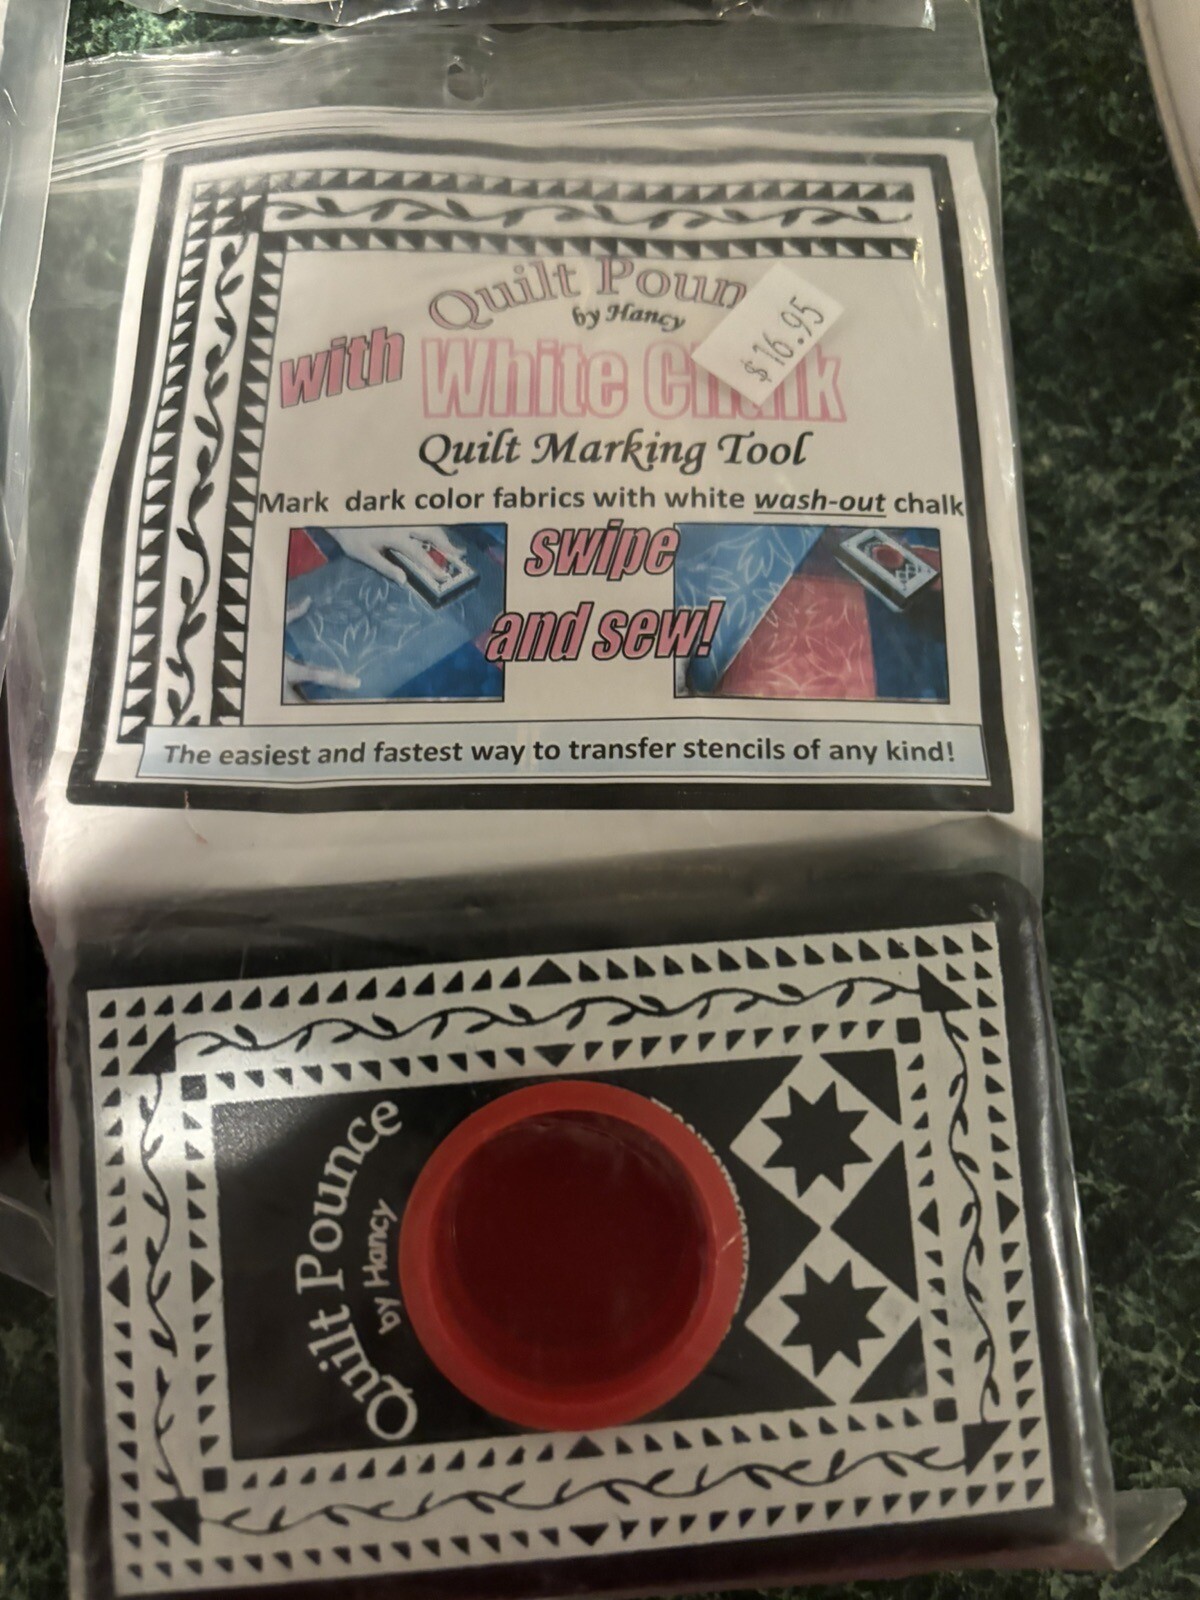 Quilt Poun
by Hancy
$16.95
with White Chalk
Quilt Marking Tool
Mark dark color fabrics with white wash-out chalk
swipe
and sew!
The easiest and fastest way to transfer stencils of any kind!
Quilt Pounce
by Hancy